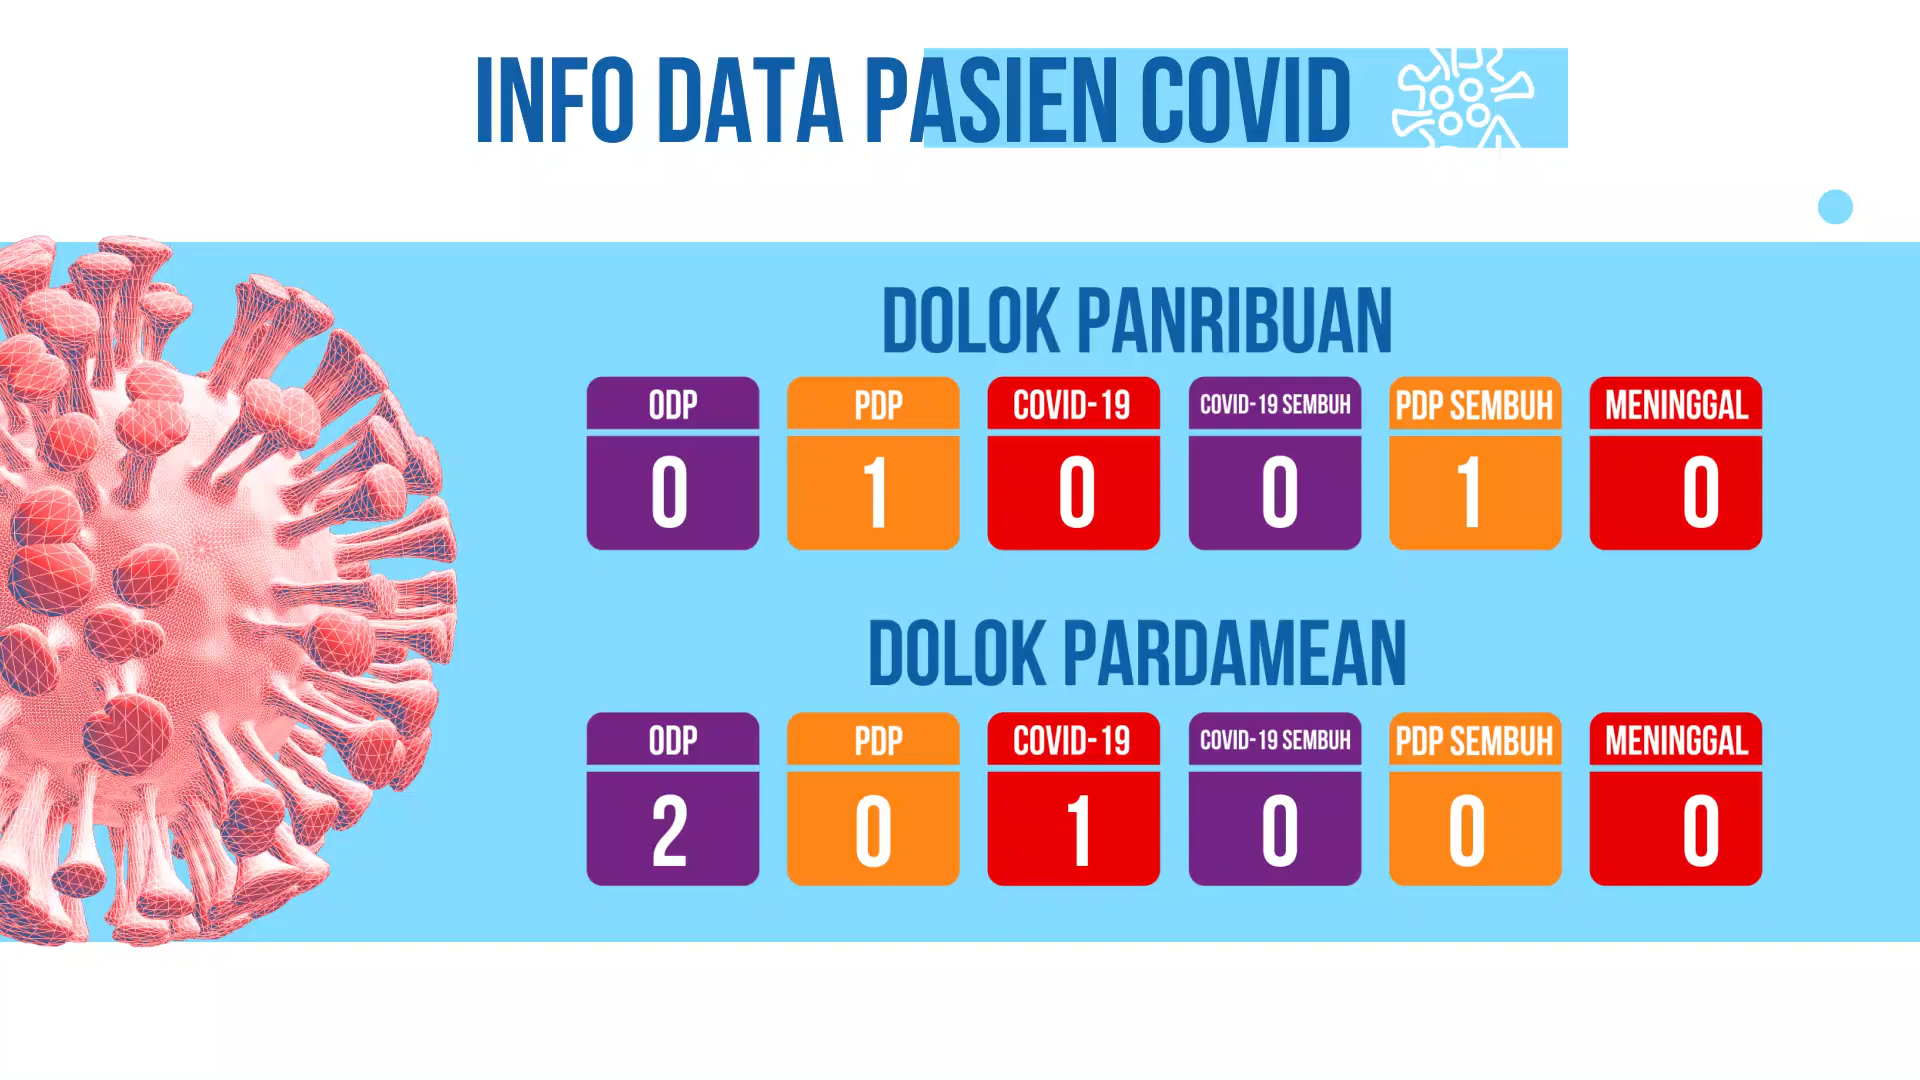 INFO DATA PASIEN COVID
DOLOK PANRIBUAN
ODP PDP COVID-19 COVID-19 SEMBUH PDP SEMBUH MENINGGAL
0 1 0 0 1 0
DOLOK PARDAMEAN
ODP PDP COVID-19 COVID-19 SEMBUH PDP SEMBUH MENINGGAL
2 0 1 0 0 0